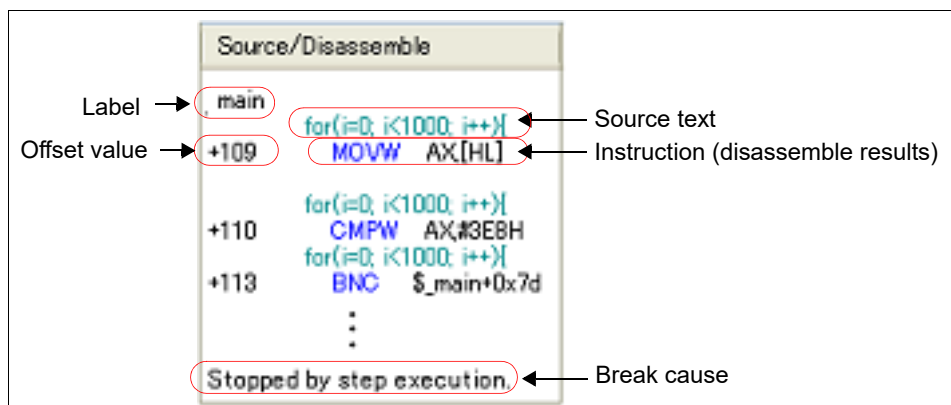 Source/Disassemble
Label
_main
for(i=0; i<1000; i++){
Source text
Offset value
+109 MOVW AX,[HL]
Instruction (disassemble results)
for(i=0; i<1000; i++){
+110 CMPW AX,#3E8H
for(i=0; i<1000; i++){
+113 BNC $_main+0x7d
Stopped by step execution.
Break cause